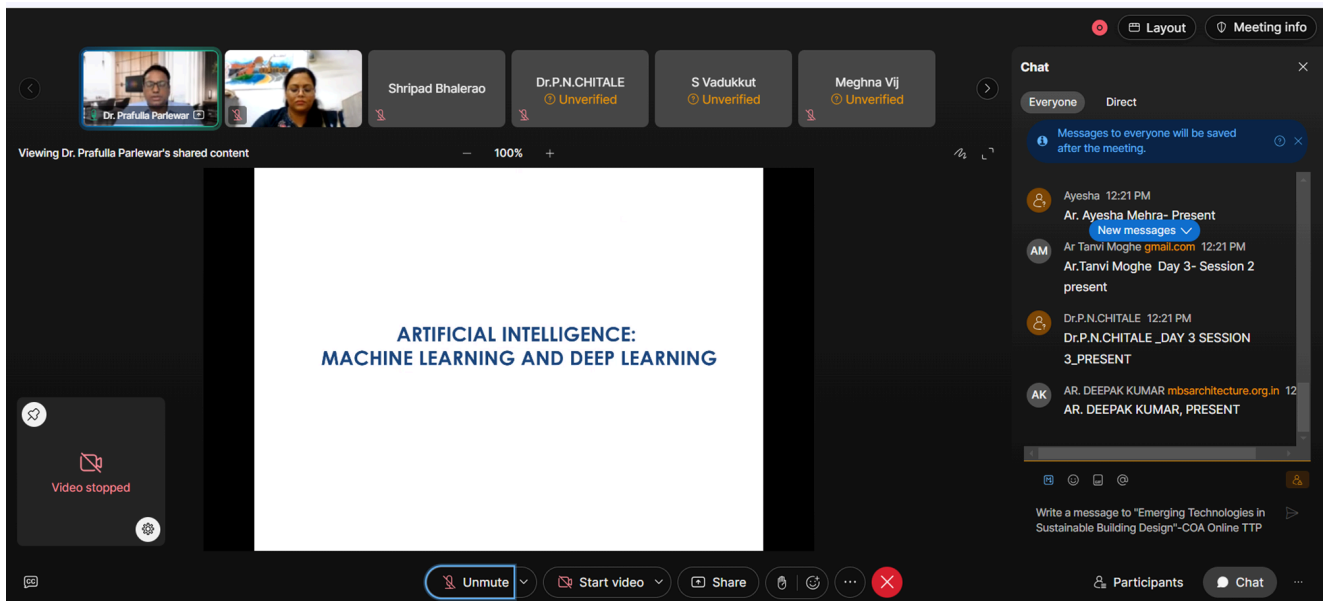 Layout
Meeting info
Dr. Prafulla Parlewar
Shripad Bhalerao
Dr.P.N.CHITALE
Unverified
S Vadukkut
Unverified
Meghna Vij
Unverified
Viewing Dr. Prafulla Parlewar's shared content
100%
ARTIFICIAL INTELLIGENCE:
MACHINE LEARNING AND DEEP LEARNING
Video stopped
Chat
Everyone Direct
Messages to everyone will be saved
after the meeting.
Ayesha 12:21 PM
Ar. Ayesha Mehra- Present
New messages
AM
Ar Tanvi Moghe gmail.com 12:21 PM
Ar.Tanvi Moghe Day 3- Session 2
present
Dr.P.N.CHITALE 12:21 PM
Dr.P.N.CHITALE _DAY 3 SESSION
3_PRESENT
AK
AR. DEEPAK KUMAR mbsarchitecture.org.in 12
AR. DEEPAK KUMAR, PRESENT
Write a message to "Emerging Technologies in
Sustainable Building Design"-COA Online TTP
CC
Unmute
Start video
Share
Participants
Chat